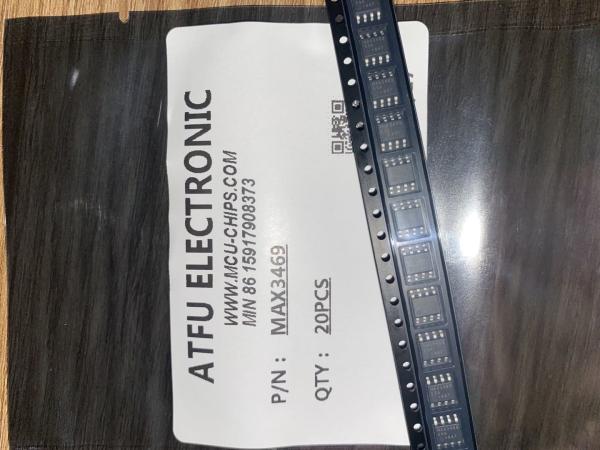 ATFU ELECTRONIC
WWW.MCU-CHIPS.COM
MIN 86 15917908373
P/N : MAX3469
QTY : 20PCS